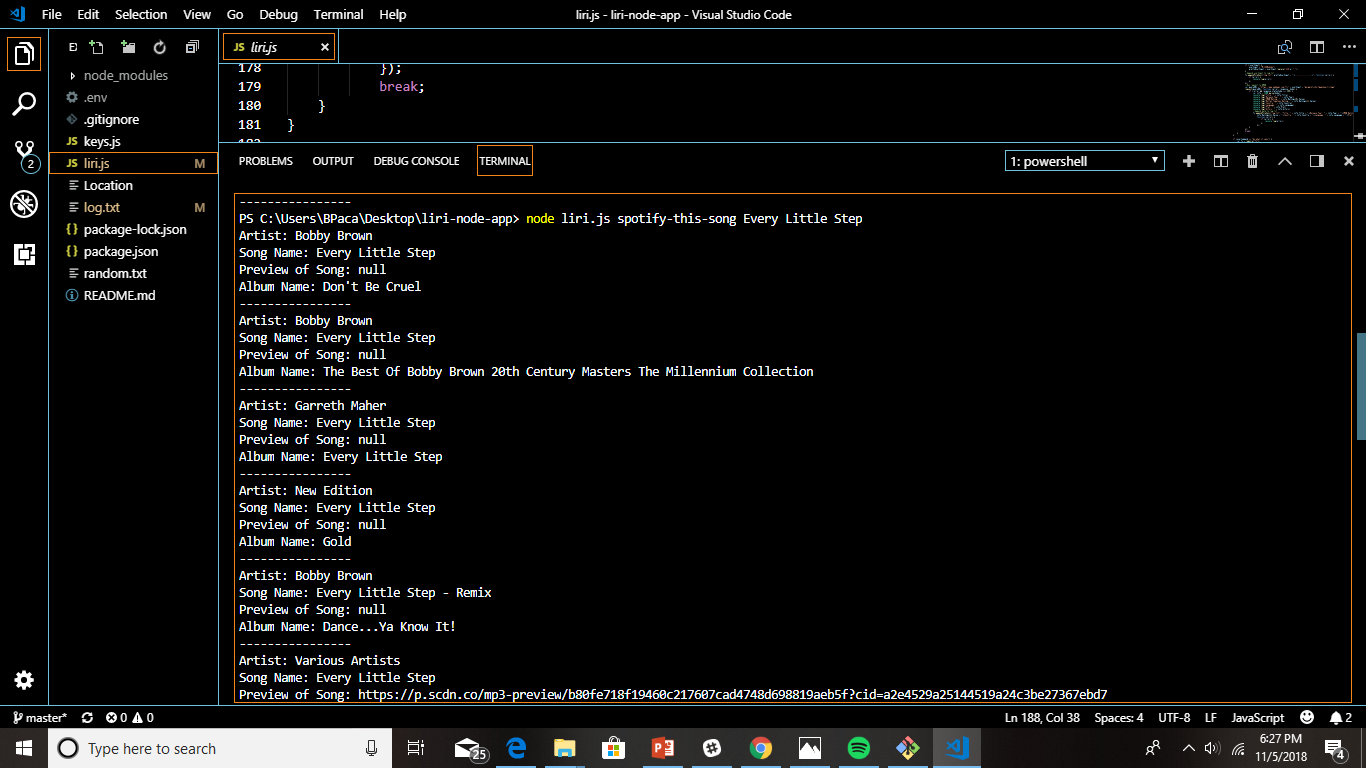 File Edit Selection View Go Debug Terminal Help
liri.js - liri-node-app - Visual Studio Code
E
node_modules
.env
.gitignore
keys.js
JS liri.js M
Location
log.txt M
package-lock.json
package.json
random.txt
README.md
2
JS liri.js
178 });
179 break;
180 }
181 }
PROBLEMS OUTPUT DEBUG CONSOLE TERMINAL
1: powershell
----------------
PS C:\Users\BPaca\Desktop\liri-node-app> node liri.js spotify-this-song Every Little Step
Artist: Bobby Brown
Song Name: Every Little Step
Preview of Song: null
Album Name: Don't Be Cruel
----------------
Artist: Bobby Brown
Song Name: Every Little Step
Preview of Song: null
Album Name: The Best Of Bobby Brown 20th Century Masters The Millennium Collection
----------------
Artist: Garreth Maher
Song Name: Every Little Step
Preview of Song: null
Album Name: Every Little Step
----------------
Artist: New Edition
Song Name: Every Little Step
Preview of Song: null
Album Name: Gold
----------------
Artist: Bobby Brown
Song Name: Every Little Step - Remix
Preview of Song: null
Album Name: Dance...Ya Know It!
----------------
Artist: Various Artists
Song Name: Every Little Step
Preview of Song: https://p.scdn.co/mp3-preview/b80fe718f19460c217607cad4748d698819aeb5f?cid=a2e4529a25144519a24c3be27367ebd7
master* 0 0 Ln 188, Col 38 Spaces: 4 UTF-8 LF JavaScript 2
Type here to search
25
6:27 PM
11/5/2018
4